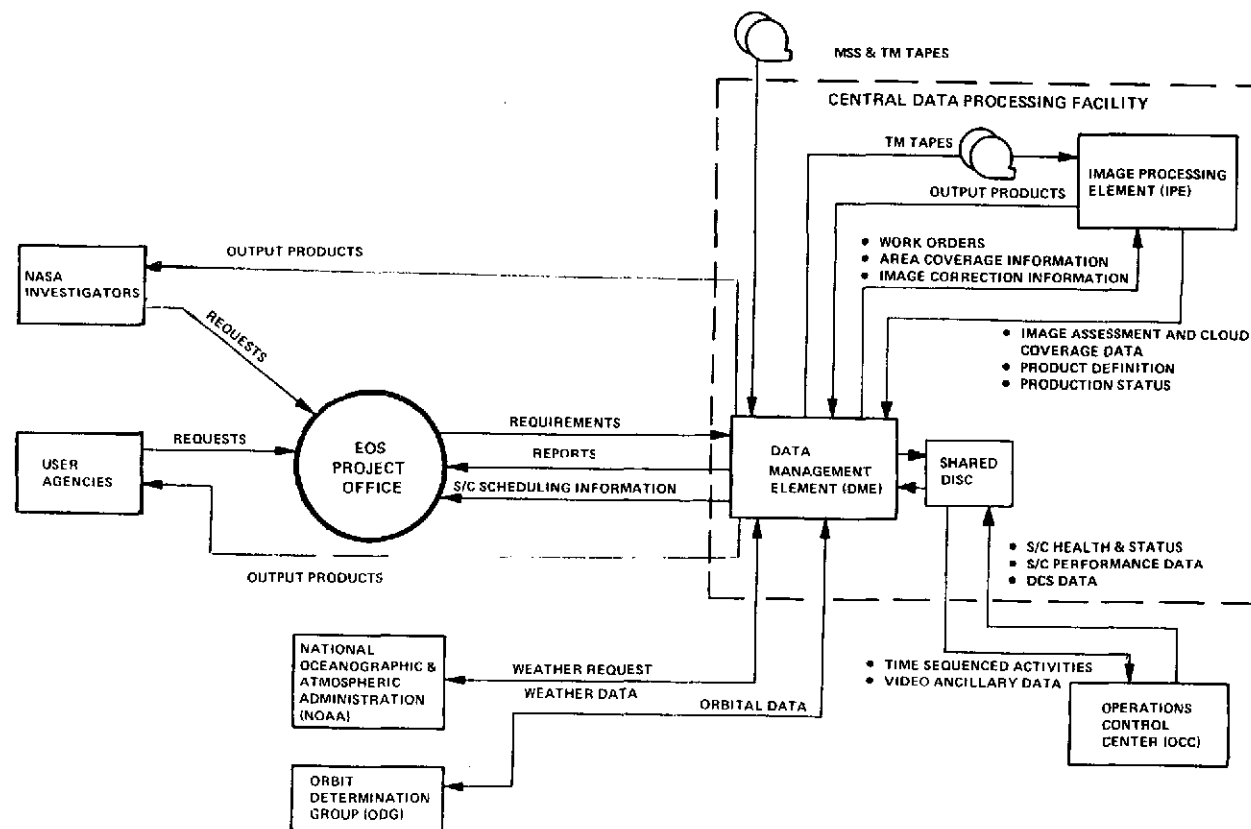 MSS & TM TAPES
CENTRAL DATA PROCESSING FACILITY
TM TAPES
IMAGE PROCESSING
ELEMENT (IPE)
OUTPUT PRODUCTS
• WORK ORDERS
• AREA COVERAGE INFORMATION
• IMAGE CORRECTION INFORMATION
OUTPUT PRODUCTS
NASA
INVESTIGATORS
REQUESTS
• IMAGE ASSESSMENT AND CLOUD
COVERAGE DATA
• PRODUCT DEFINITION
• PRODUCTION STATUS
USER
AGENCIES
REQUESTS
EOS
PROJECT
OFFICE
REQUIREMENTS
REPORTS
S/C SCHEDULING INFORMATION
DATA
MANAGEMENT
ELEMENT (DME)
SHARED
DISC
OUTPUT PRODUCTS
• S/C HEALTH & STATUS
• S/C PERFORMANCE DATA
• DCS DATA
NATIONAL
OCEANOGRAPHIC &
ATMOSPHERIC
ADMINISTRATION
(NOAA)
WEATHER REQUEST
WEATHER DATA
ORBITAL DATA
• TIME SEQUENCED ACTIVITIES
• VIDEO ANCILLARY DATA
OPERATIONS
CONTROL
CENTER (OCC)
ORBIT
DETERMINATION
GROUP (ODG)